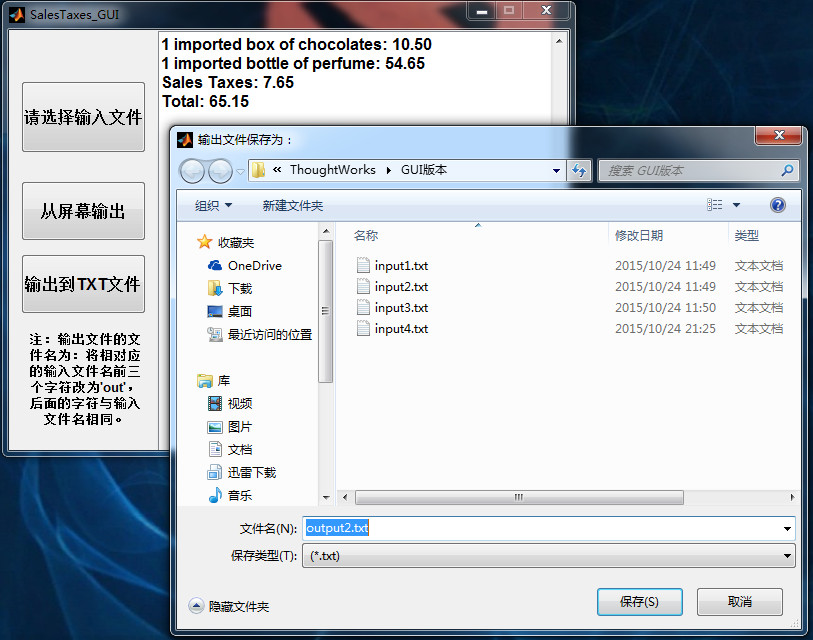 SalesTaxes_GUI
请选择输入文件
从屏幕输出
输出到TXT文件
注：输出文件的文
件名为：将相对应
的输入文件名前三
个字符改为'out'，
后面的字符与输入
文件名相同。
1 imported box of chocolates: 10.50
1 imported bottle of perfume: 54.65
Sales Taxes: 7.65
Total: 65.15
输出文件保存为：
« ThoughtWorks GUI版本
搜索 GUI版本
组织 新建文件夹
收藏夹
OneDrive
下载
桌面
最近访问的位置
库
视频
图片
文档
迅雷下载
音乐
名称 修改日期 类型
input1.txt 2015/10/24 11:49 文本文档
input2.txt 2015/10/24 11:49 文本文档
input3.txt 2015/10/24 11:50 文本文档
input4.txt 2015/10/24 21:25 文本文档
文件名(N): output2.txt
保存类型(T): (*.txt)
隐藏文件夹
保存(S) 取消